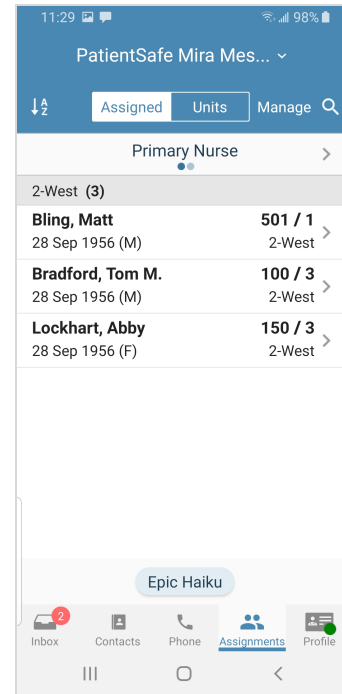 11:29 98%
PatientSafe Mira Mes...
A Z Assigned Units Manage
Primary Nurse
2-West (3)
Bling, Matt 501 / 1
28 Sep 1956 (M) 2-West
Bradford, Tom M. 100 / 3
28 Sep 1956 (M) 2-West
Lockhart, Abby 150 / 3
28 Sep 1956 (F) 2-West
Epic Haiku
2
Inbox Contacts Phone Assignments Profile